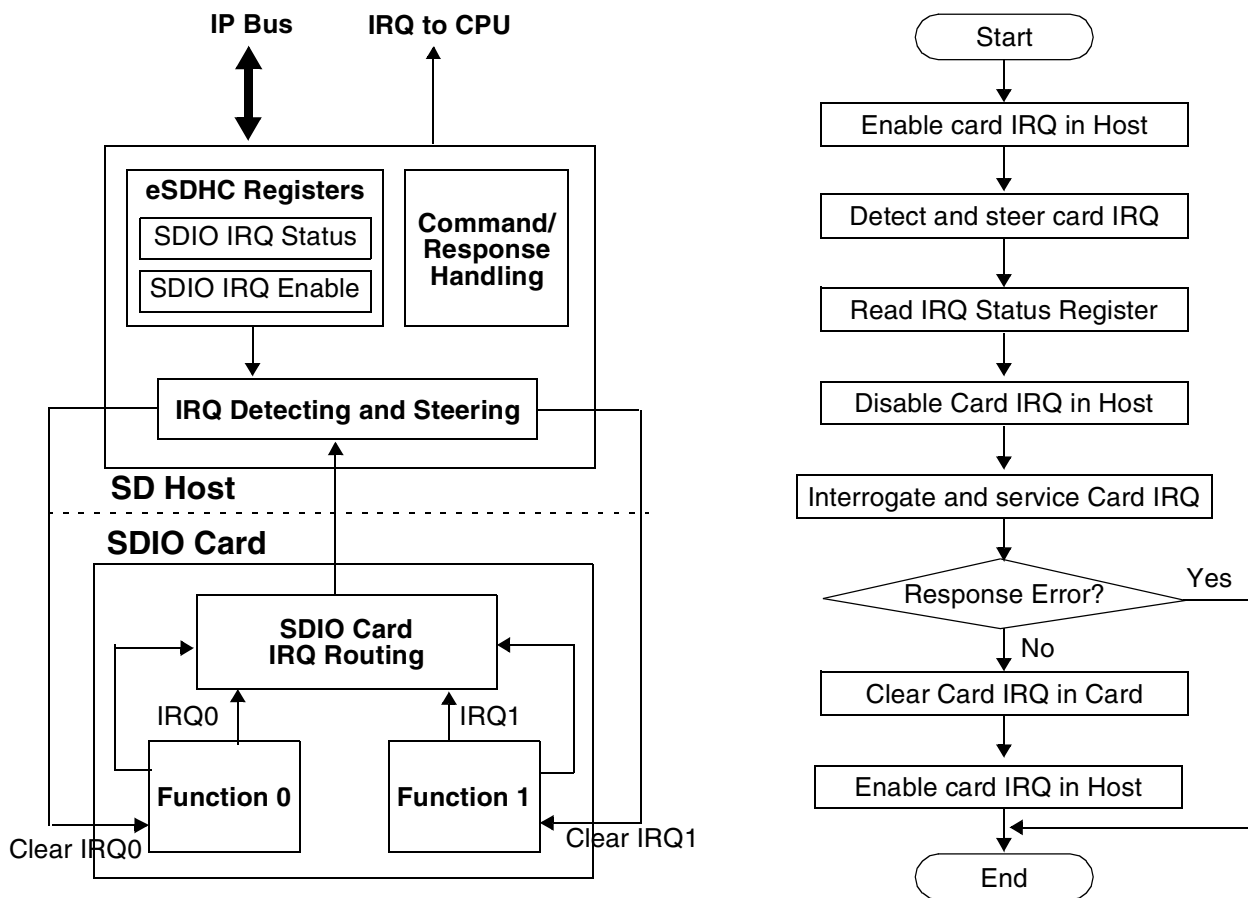 IP Bus
IRQ to CPU
eSDHC Registers
SDIO IRQ Status
SDIO IRQ Enable
Command/
Response
Handling
IRQ Detecting and Steering
SD Host
SDIO Card
SDIO Card
IRQ Routing
IRQ0
IRQ1
Function 0
Function 1
Clear IRQ0
Clear IRQ1
Start
Enable card IRQ in Host
Detect and steer card IRQ
Read IRQ Status Register
Disable Card IRQ in Host
Interrogate and service Card IRQ
Response Error?
Yes
No
Clear Card IRQ in Card
Enable card IRQ in Host
End